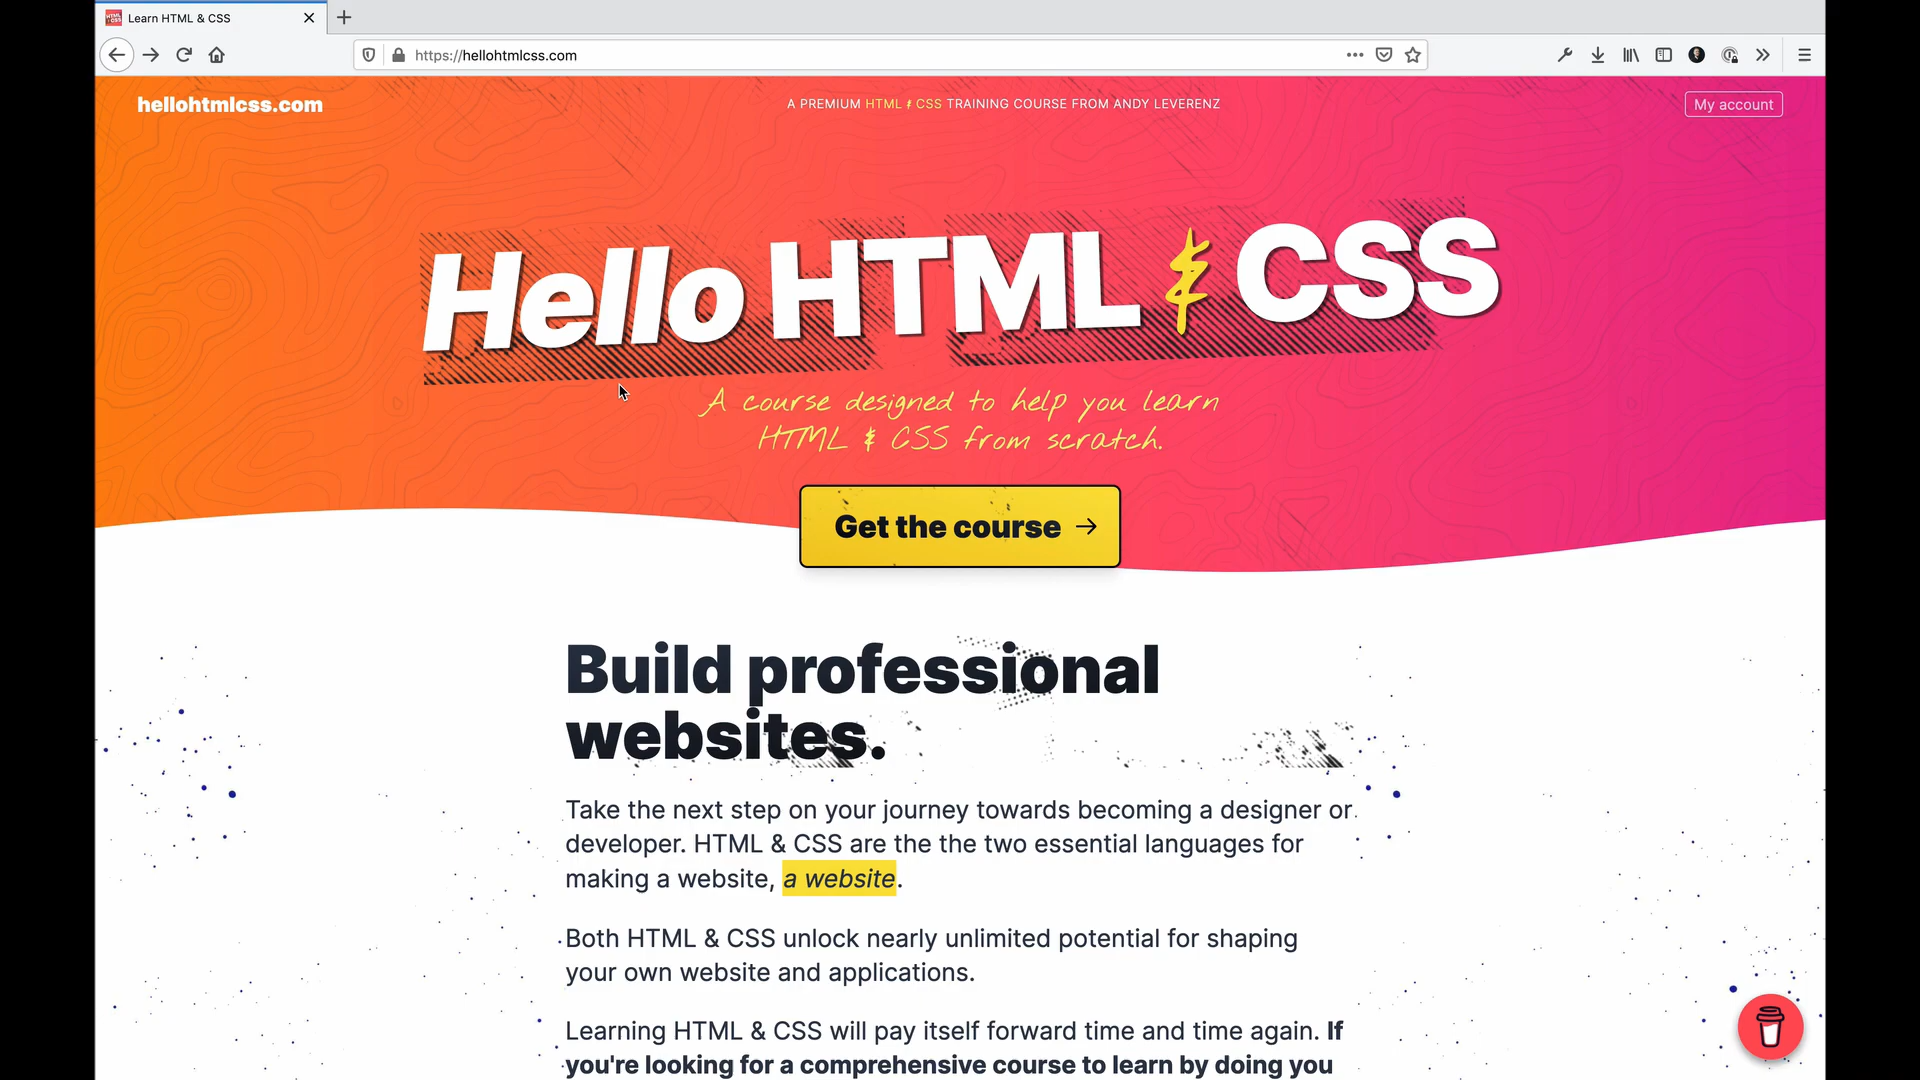 Learn HTML & CSS
https://hellohtmlcss.com
hellohtmlcss.com
A PREMIUM HTML & CSS TRAINING COURSE FROM ANDY LEVERENZ
My account
Hello HTML & CSS
A course designed to help you learn
HTML & CSS from scratch.
Get the course →
Build professional
websites.
Take the next step on your journey towards becoming a designer or
developer. HTML & CSS are the the two essential languages for
making a website, a website.
Both HTML & CSS unlock nearly unlimited potential for shaping
your own website and applications.
Learning HTML & CSS will pay itself forward time and time again. If
you're looking for a comprehensive course to learn by doing you